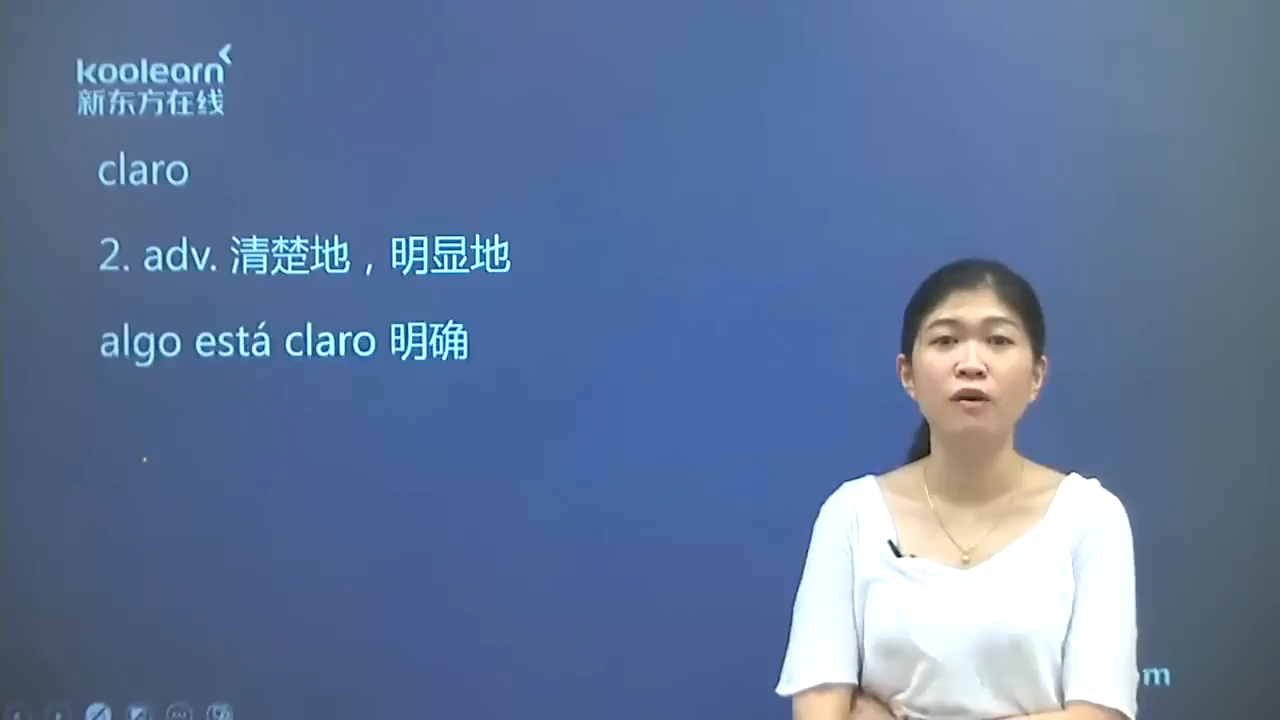 koolearn
新东方在线
claro
2. adv. 清楚地，明显地
algo está claro 明确